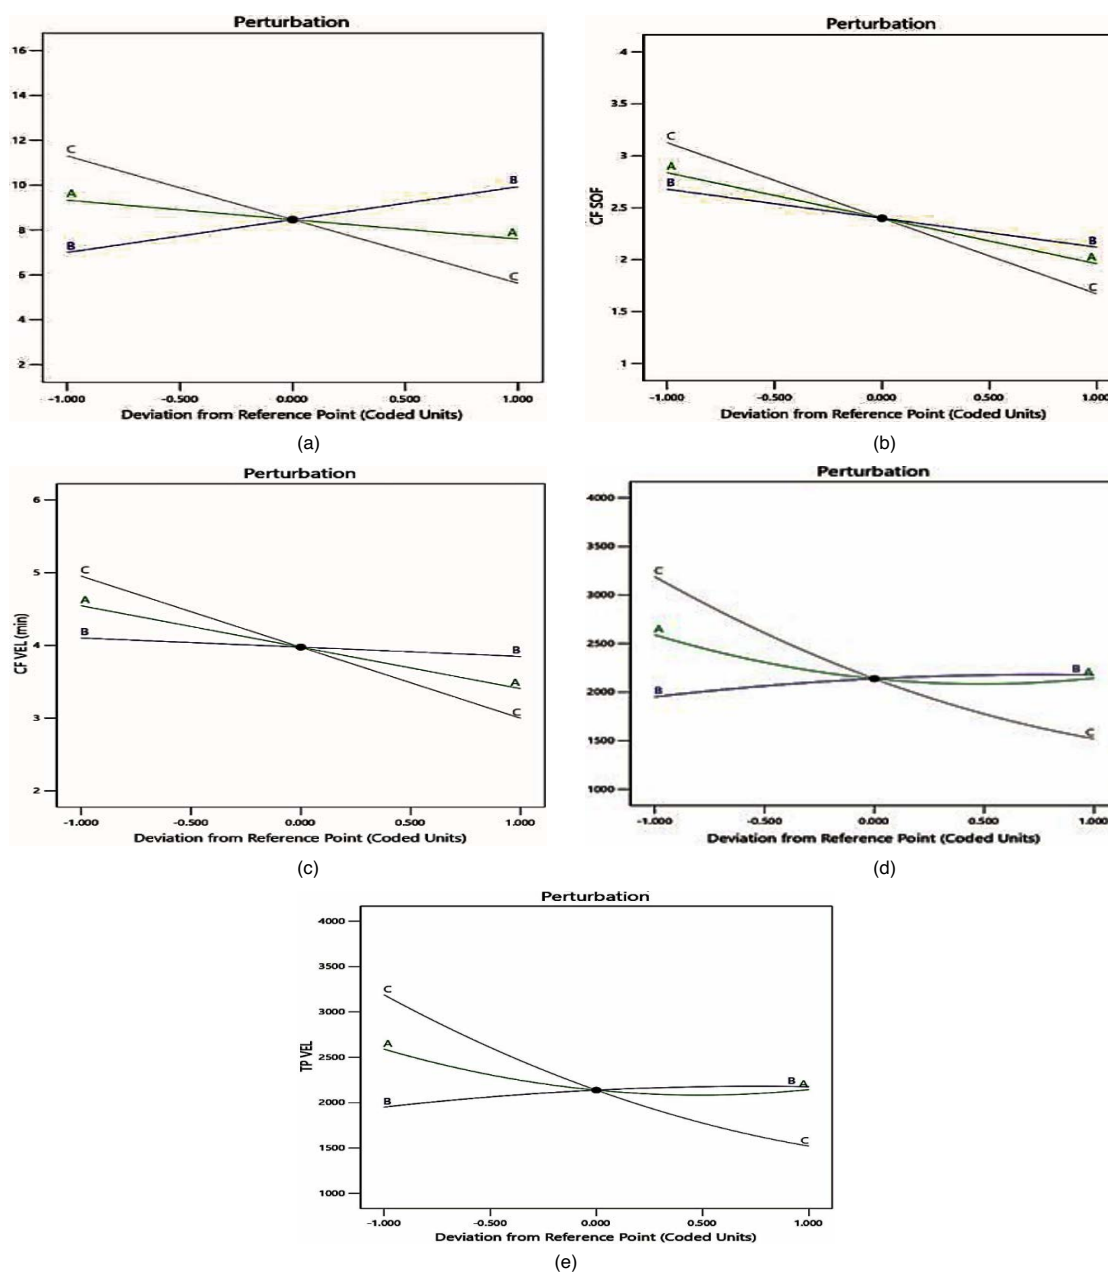 Perturbation
16
14
12
10
8
6
4
2
C
A
B
B
A
C
-1.000 -0.500 0.000 0.500 1.000
Deviation from Reference Point (Coded Units)
(a)
Perturbation
CF SOF
4
3.5
3
2.5
2
1.5
1
C
A
B
B
A
C
-1.000 -0.500 0.000 0.500 1.000
Deviation from Reference Point (Coded Units)
(b)
Perturbation
CF VEL (min)
6
5
4
3
2
C
A
B
B
A
C
-1.000 -0.500 0.000 0.500 1.000
Deviation from Reference Point (Coded Units)
(c)
Perturbation
4000
3500
3000
2500
2000
1500
1000
C
A
B
B A
C
-1.000 -0.500 0.000 0.500 1.000
Deviation from Reference Point (Coded Units)
(d)
Perturbation
TP VEL
4000
3500
3000
2500
2000
1500
1000
C
A
B
B A
C
-1.000 -0.500 0.000 0.500 1.000
Deviation from Reference Point (Coded Units)
(e)